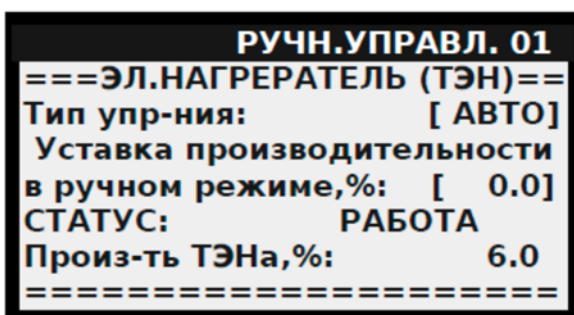 РУЧН.УПРАВЛ. 01
===ЭЛ.НАГРЕРАТЕЛЬ (ТЭН)==
Тип упр-ния: [ АВТО]
Уставка производительности
в ручном режиме,%: [ 0.0]
СТАТУС: РАБОТА
Произ-ть ТЭНа,%: 6.0
=====================